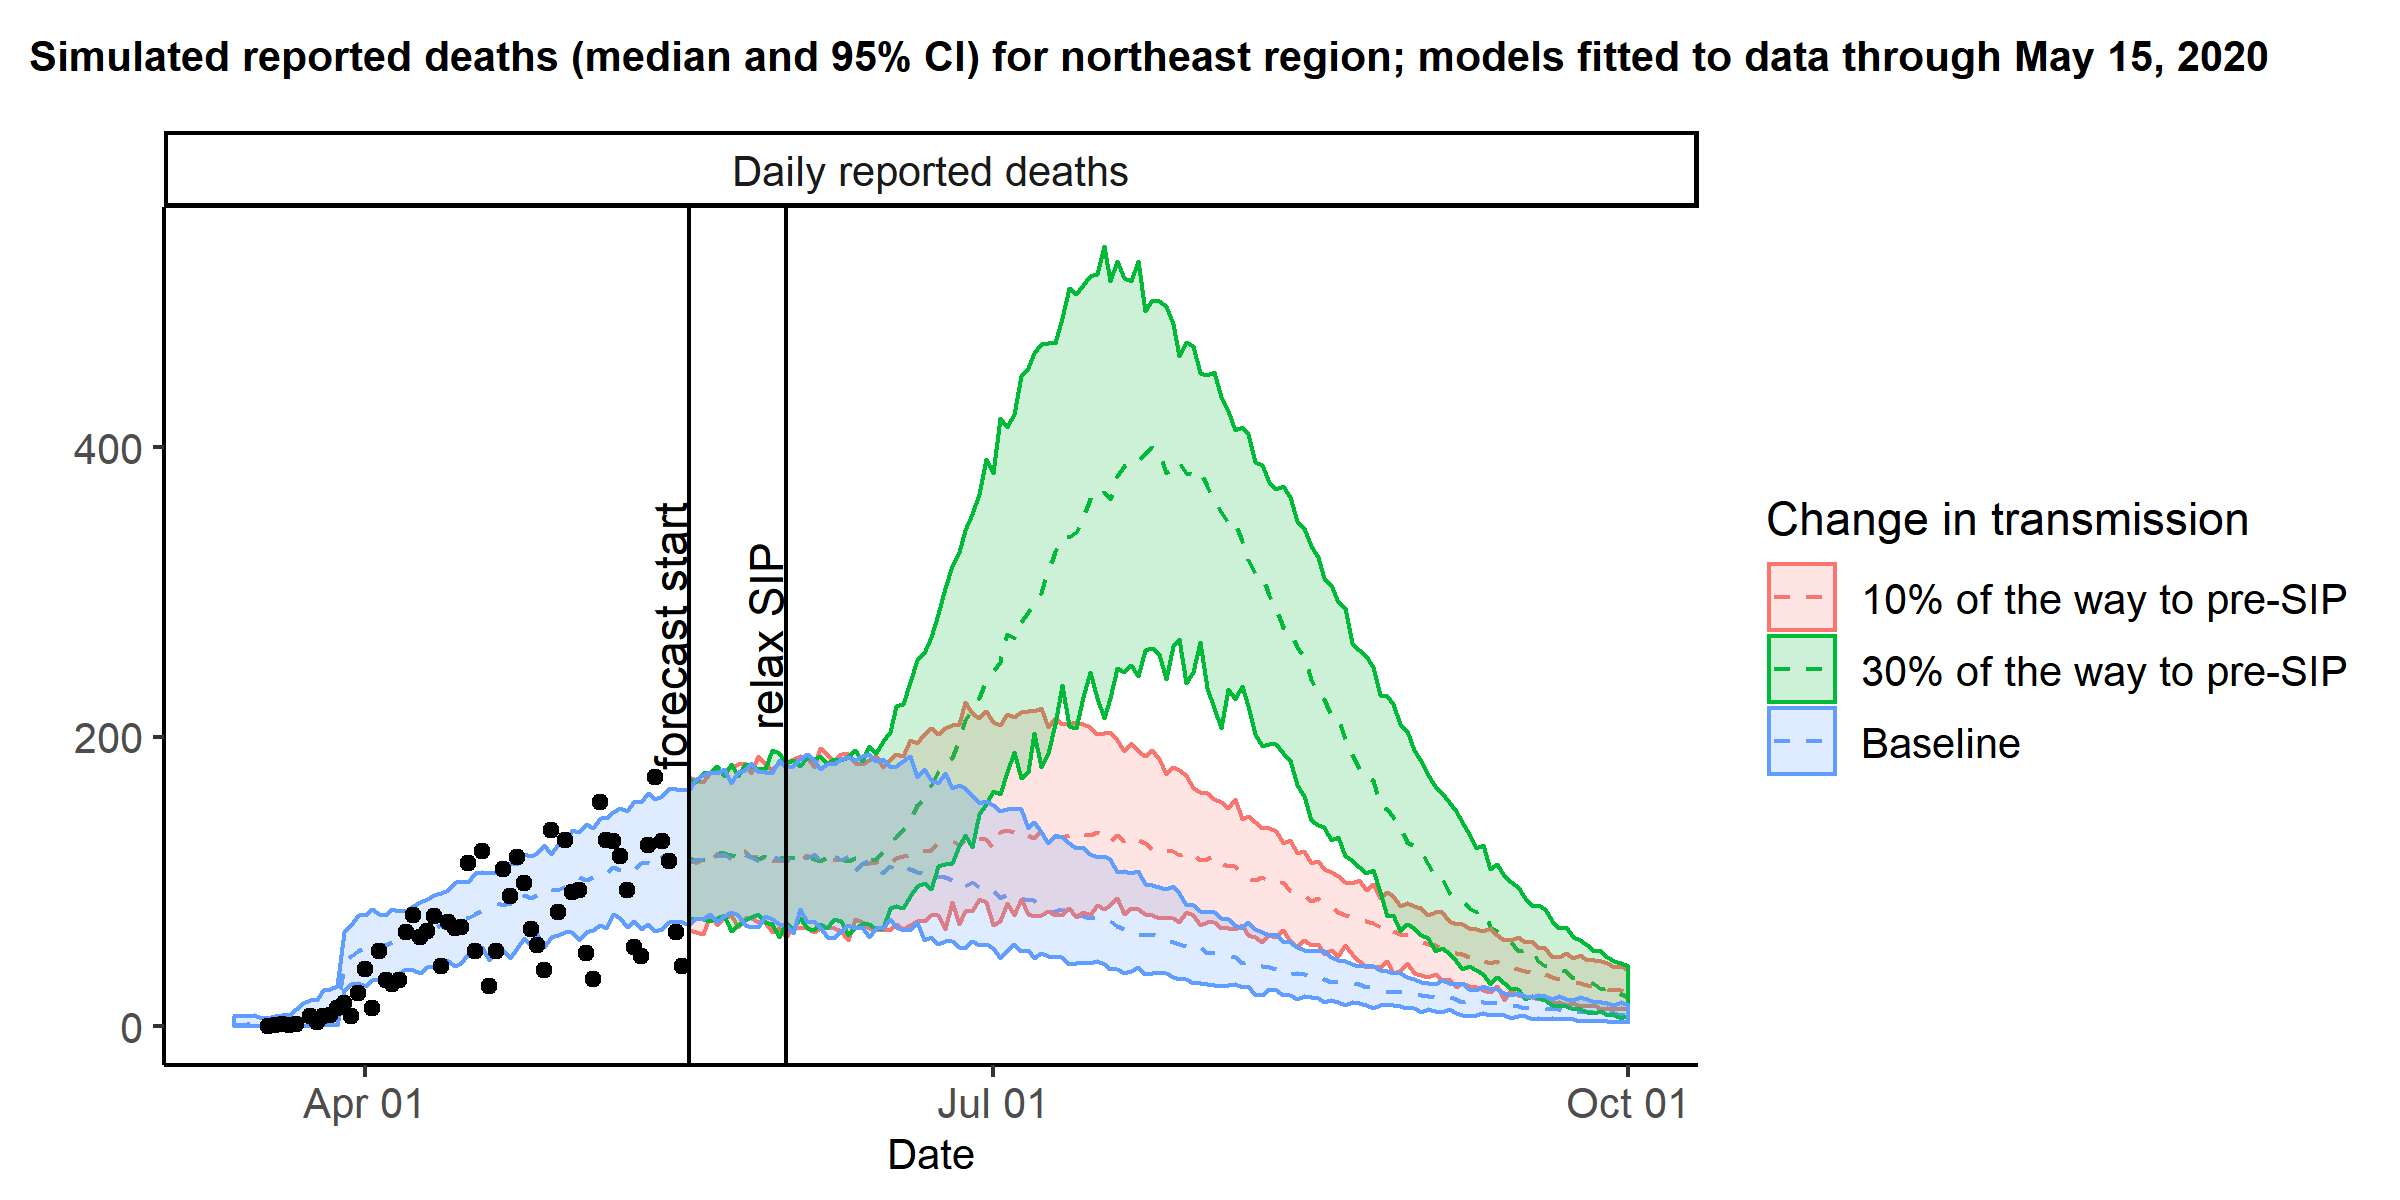 Simulated reported deaths (median and 95% CI) for northeast region; models fitted to data through May 15, 2020
Daily reported deaths
400
200
0
forecast start
relax SIP
Apr 01
Jul 01
Oct 01
Date
Change in transmission
10% of the way to pre-SIP
30% of the way to pre-SIP
Baseline